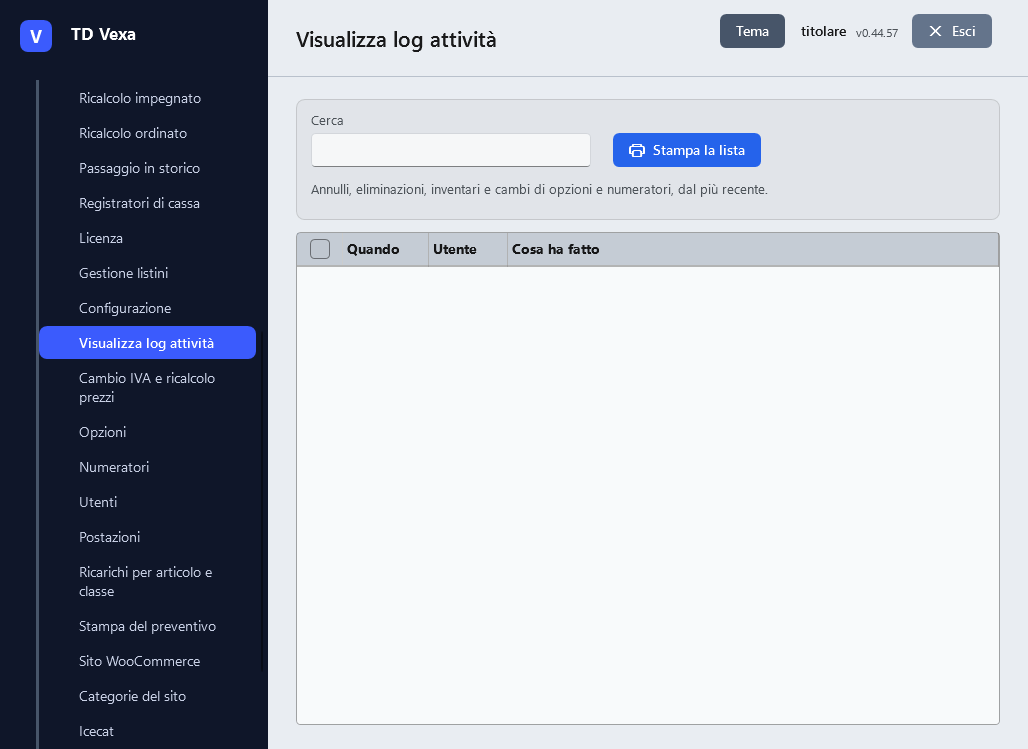 V
TD Vexa
Ricalcolo impegnato
Ricalcolo ordinato
Passaggio in storico
Registratori di cassa
Licenza
Gestione listini
Configurazione
Visualizza log attività
Cambio IVA e ricalcolo
prezzi
Opzioni
Numeratori
Utenti
Postazioni
Ricarichi per articolo e
classe
Stampa del preventivo
Sito WooCommerce
Categorie del sito
Icecat
Visualizza log attività
Tema
titolare
v0.44.57
Esci
Cerca
Stampa la lista
Annulli, eliminazioni, inventari e cambi di opzioni e numeratori, dal più recente.
Quando
Utente
Cosa ha fatto